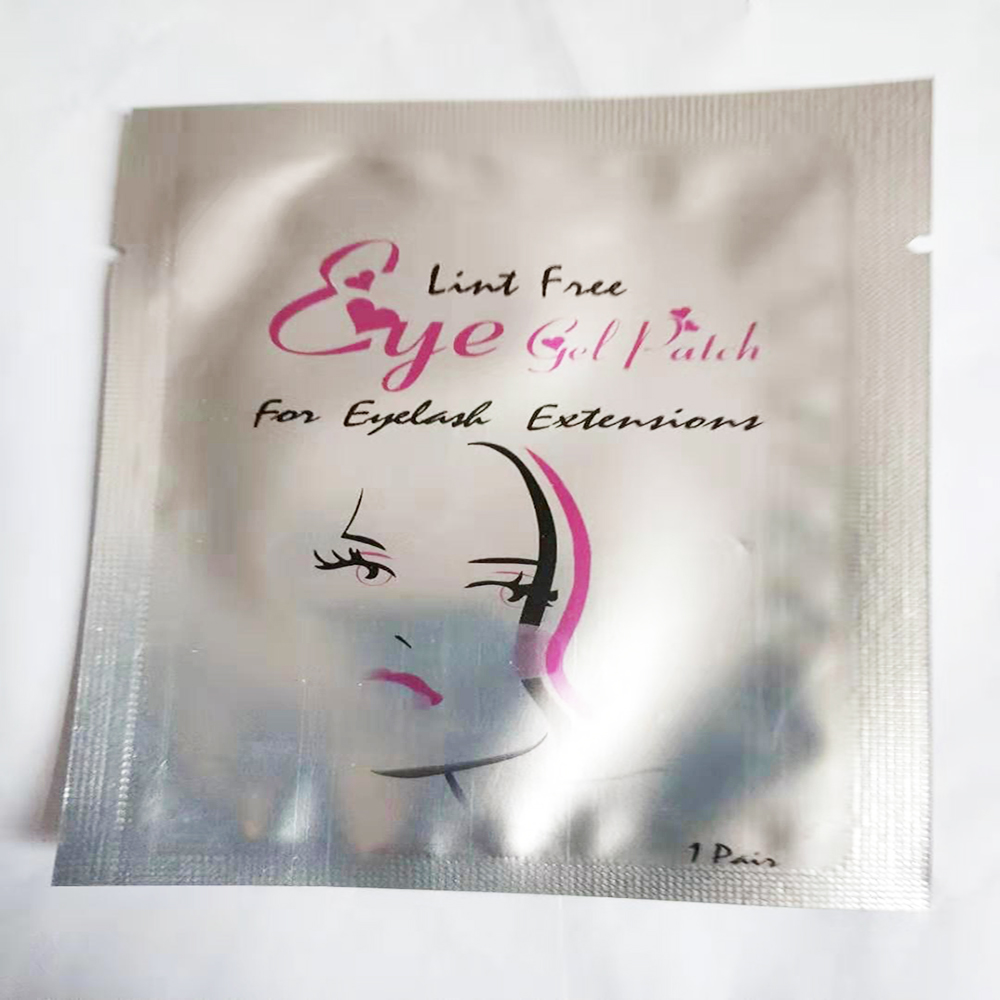 Lint Free
Eye Gel Patch
For Eyelash Extensions
1 Pair